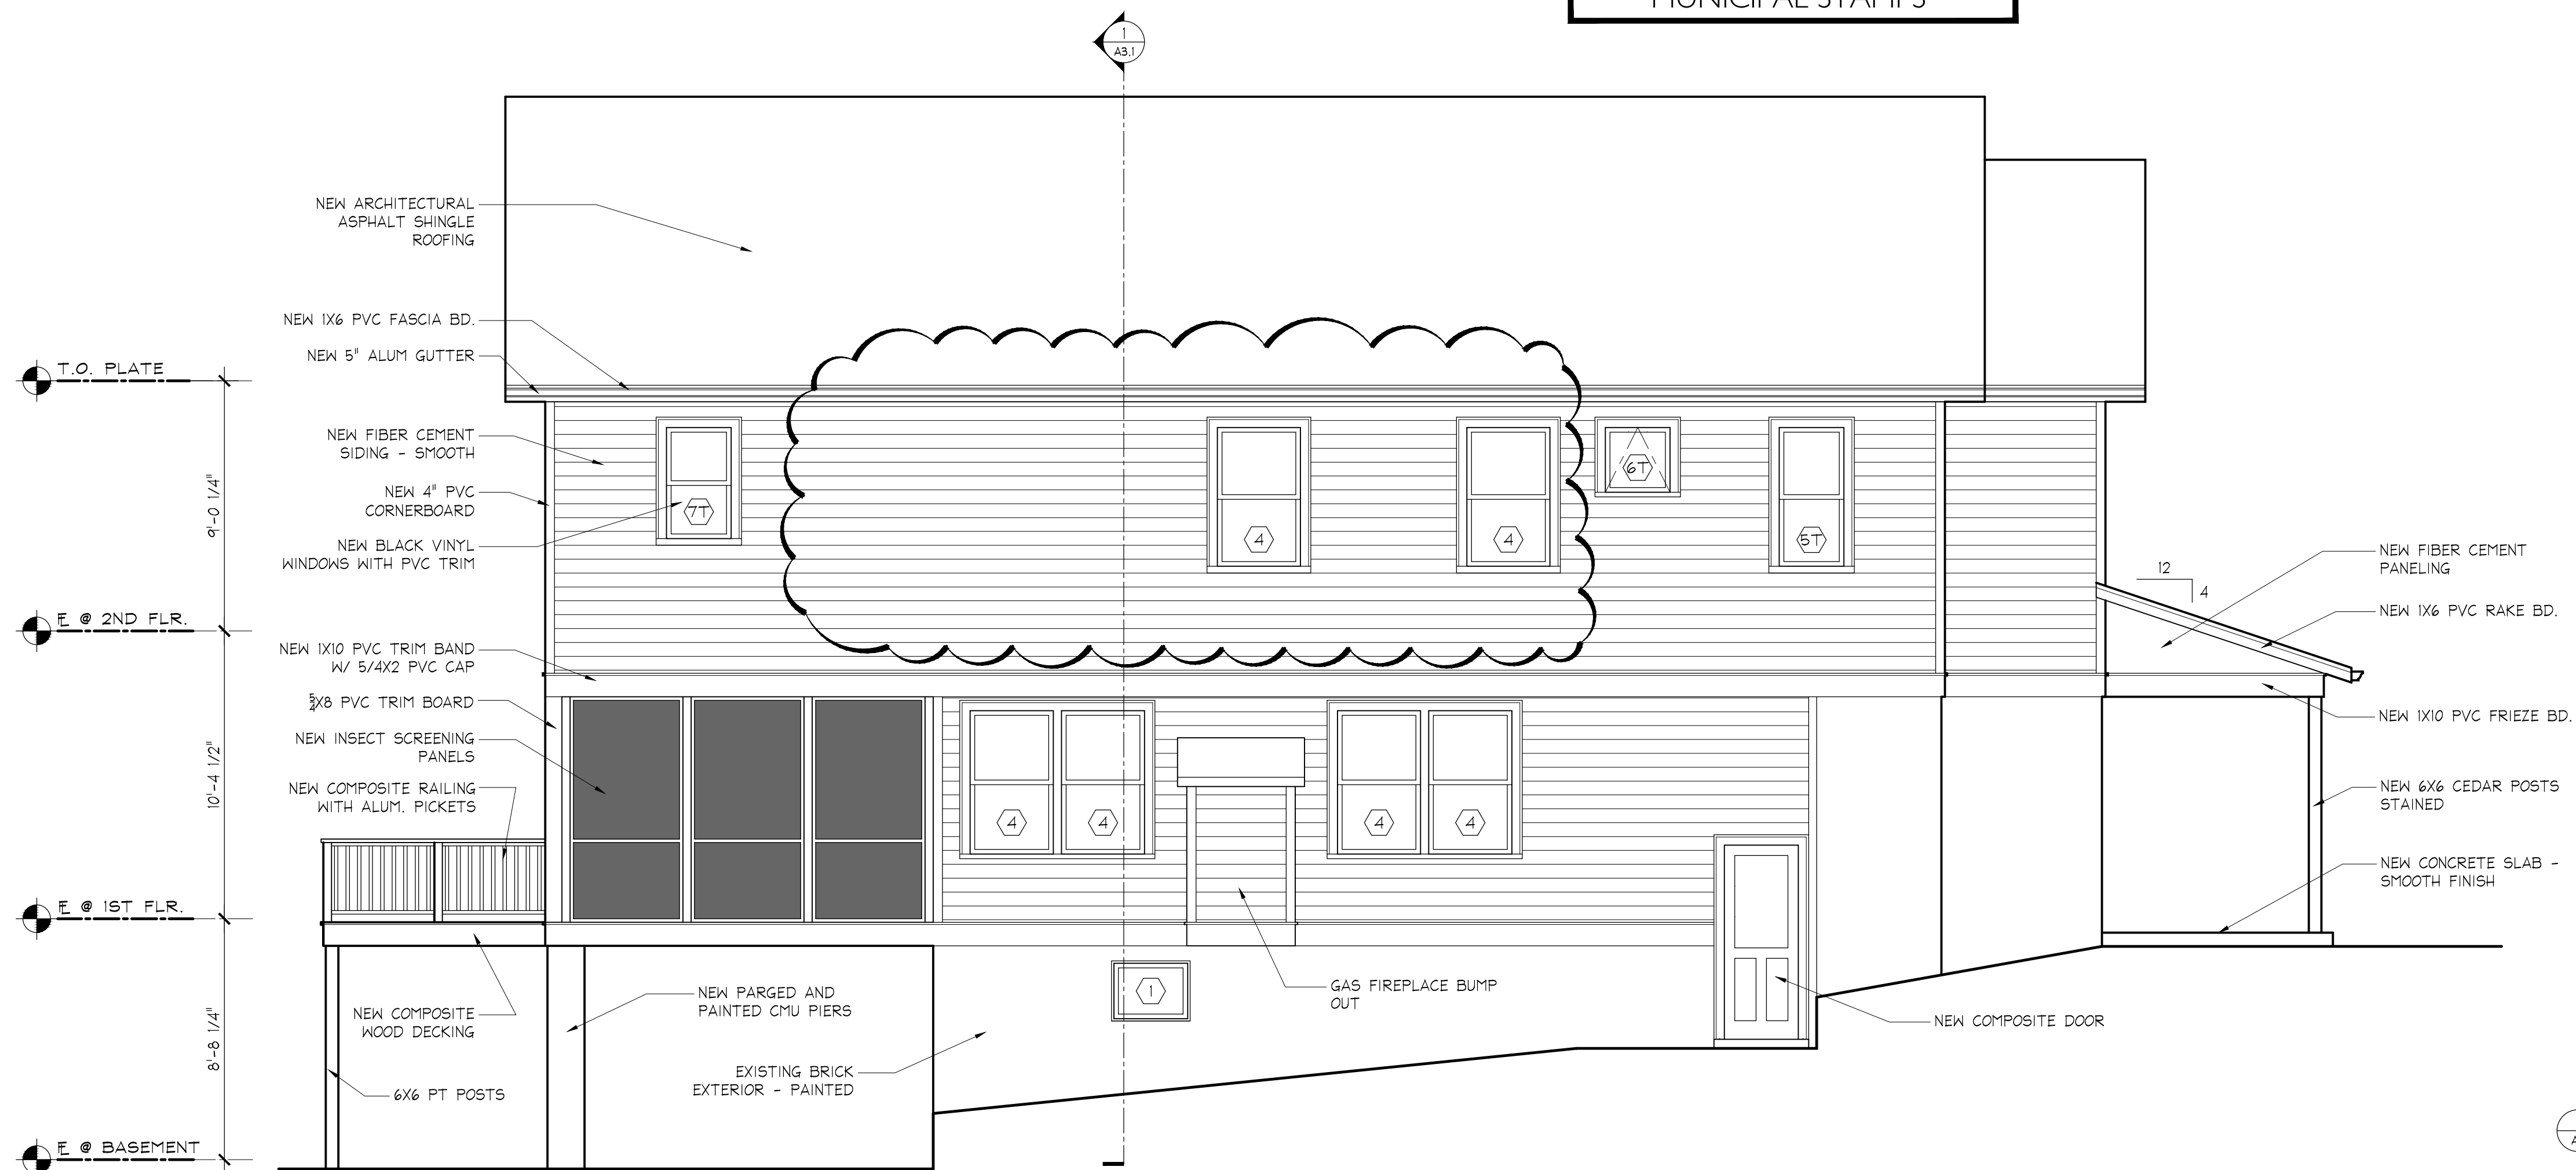 MUNICIPAL STAMPS
1
A3.1
NEW ARCHITECTURAL
ASPHALT SHINGLE
ROOFING
NEW 1X6 PVC FASCIA BD.
NEW 5" ALUM GUTTER
T.O. PLATE
NEW FIBER CEMENT
SIDING - SMOOTH
NEW 4" PVC
CORNERBOARD
NEW BLACK VINYL
WINDOWS WITH PVC TRIM
9'-0 1/4"
7T
4
4
6T
5T
F @ 2ND FLR.
NEW 1X10 PVC TRIM BAND
W/ 5/4X2 PVC CAP
5/4X8 PVC TRIM BOARD
NEW INSECT SCREENING
PANELS
NEW COMPOSITE RAILING
WITH ALUM. PICKETS
10'-4 1/2"
4
4
4
4
12
4
NEW FIBER CEMENT
PANELING
NEW 1X6 PVC RAKE BD.
NEW 1X10 PVC FRIEZE BD.
NEW 6X6 CEDAR POSTS
STAINED
NEW CONCRETE SLAB -
SMOOTH FINISH
F @ 1ST FLR.
8'-8 1/4"
NEW COMPOSITE
WOOD DECKING
NEW PARGED AND
PAINTED CMU PIERS
1
GAS FIREPLACE BUMP
OUT
NEW COMPOSITE DOOR
EXISTING BRICK
EXTERIOR - PAINTED
6X6 PT POSTS
F @ BASEMENT
A